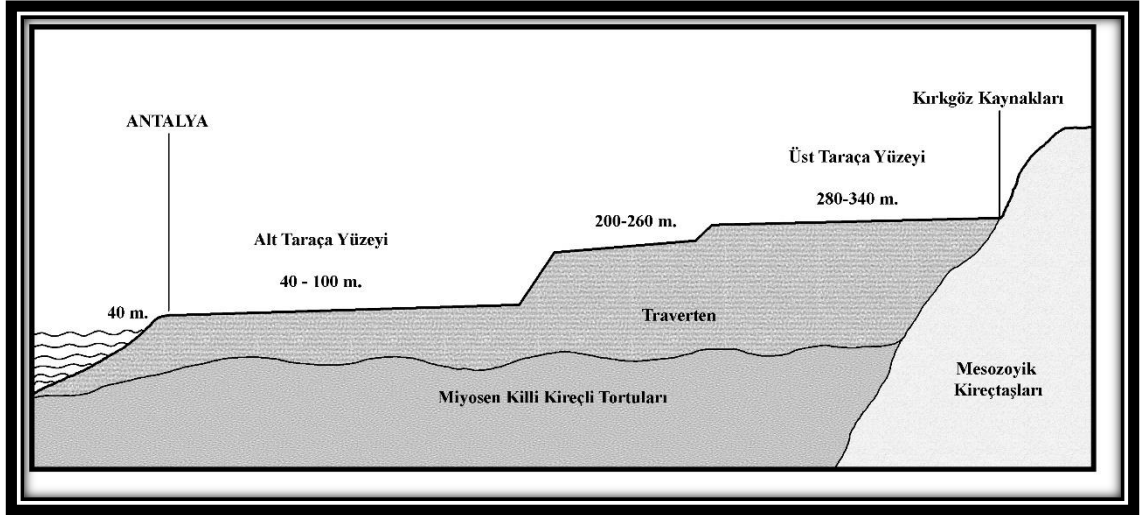 Kırkgöz Kaynakları
ANTALYA
Üst Taraça Yüzeyi
280-340 m.
200-260 m.
Alt Taraça Yüzeyi
40 - 100 m.
40 m.
Traverten
Mesozoyik
Kireçtaşları
Miyosen Killi Kireçli Tortuları